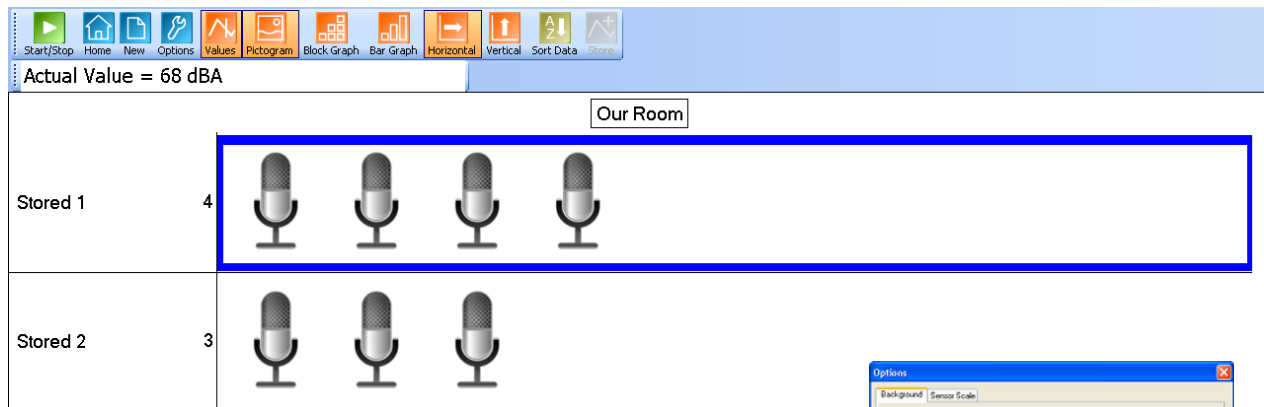 Start/Stop Home New Options Values Pictogram Block Graph Bar Graph Horizontal Vertical Sort Data Store
Actual Value = 68 dBA
Our Room
Stored 1 4
Stored 2 3
Options
Background Sensor Scale